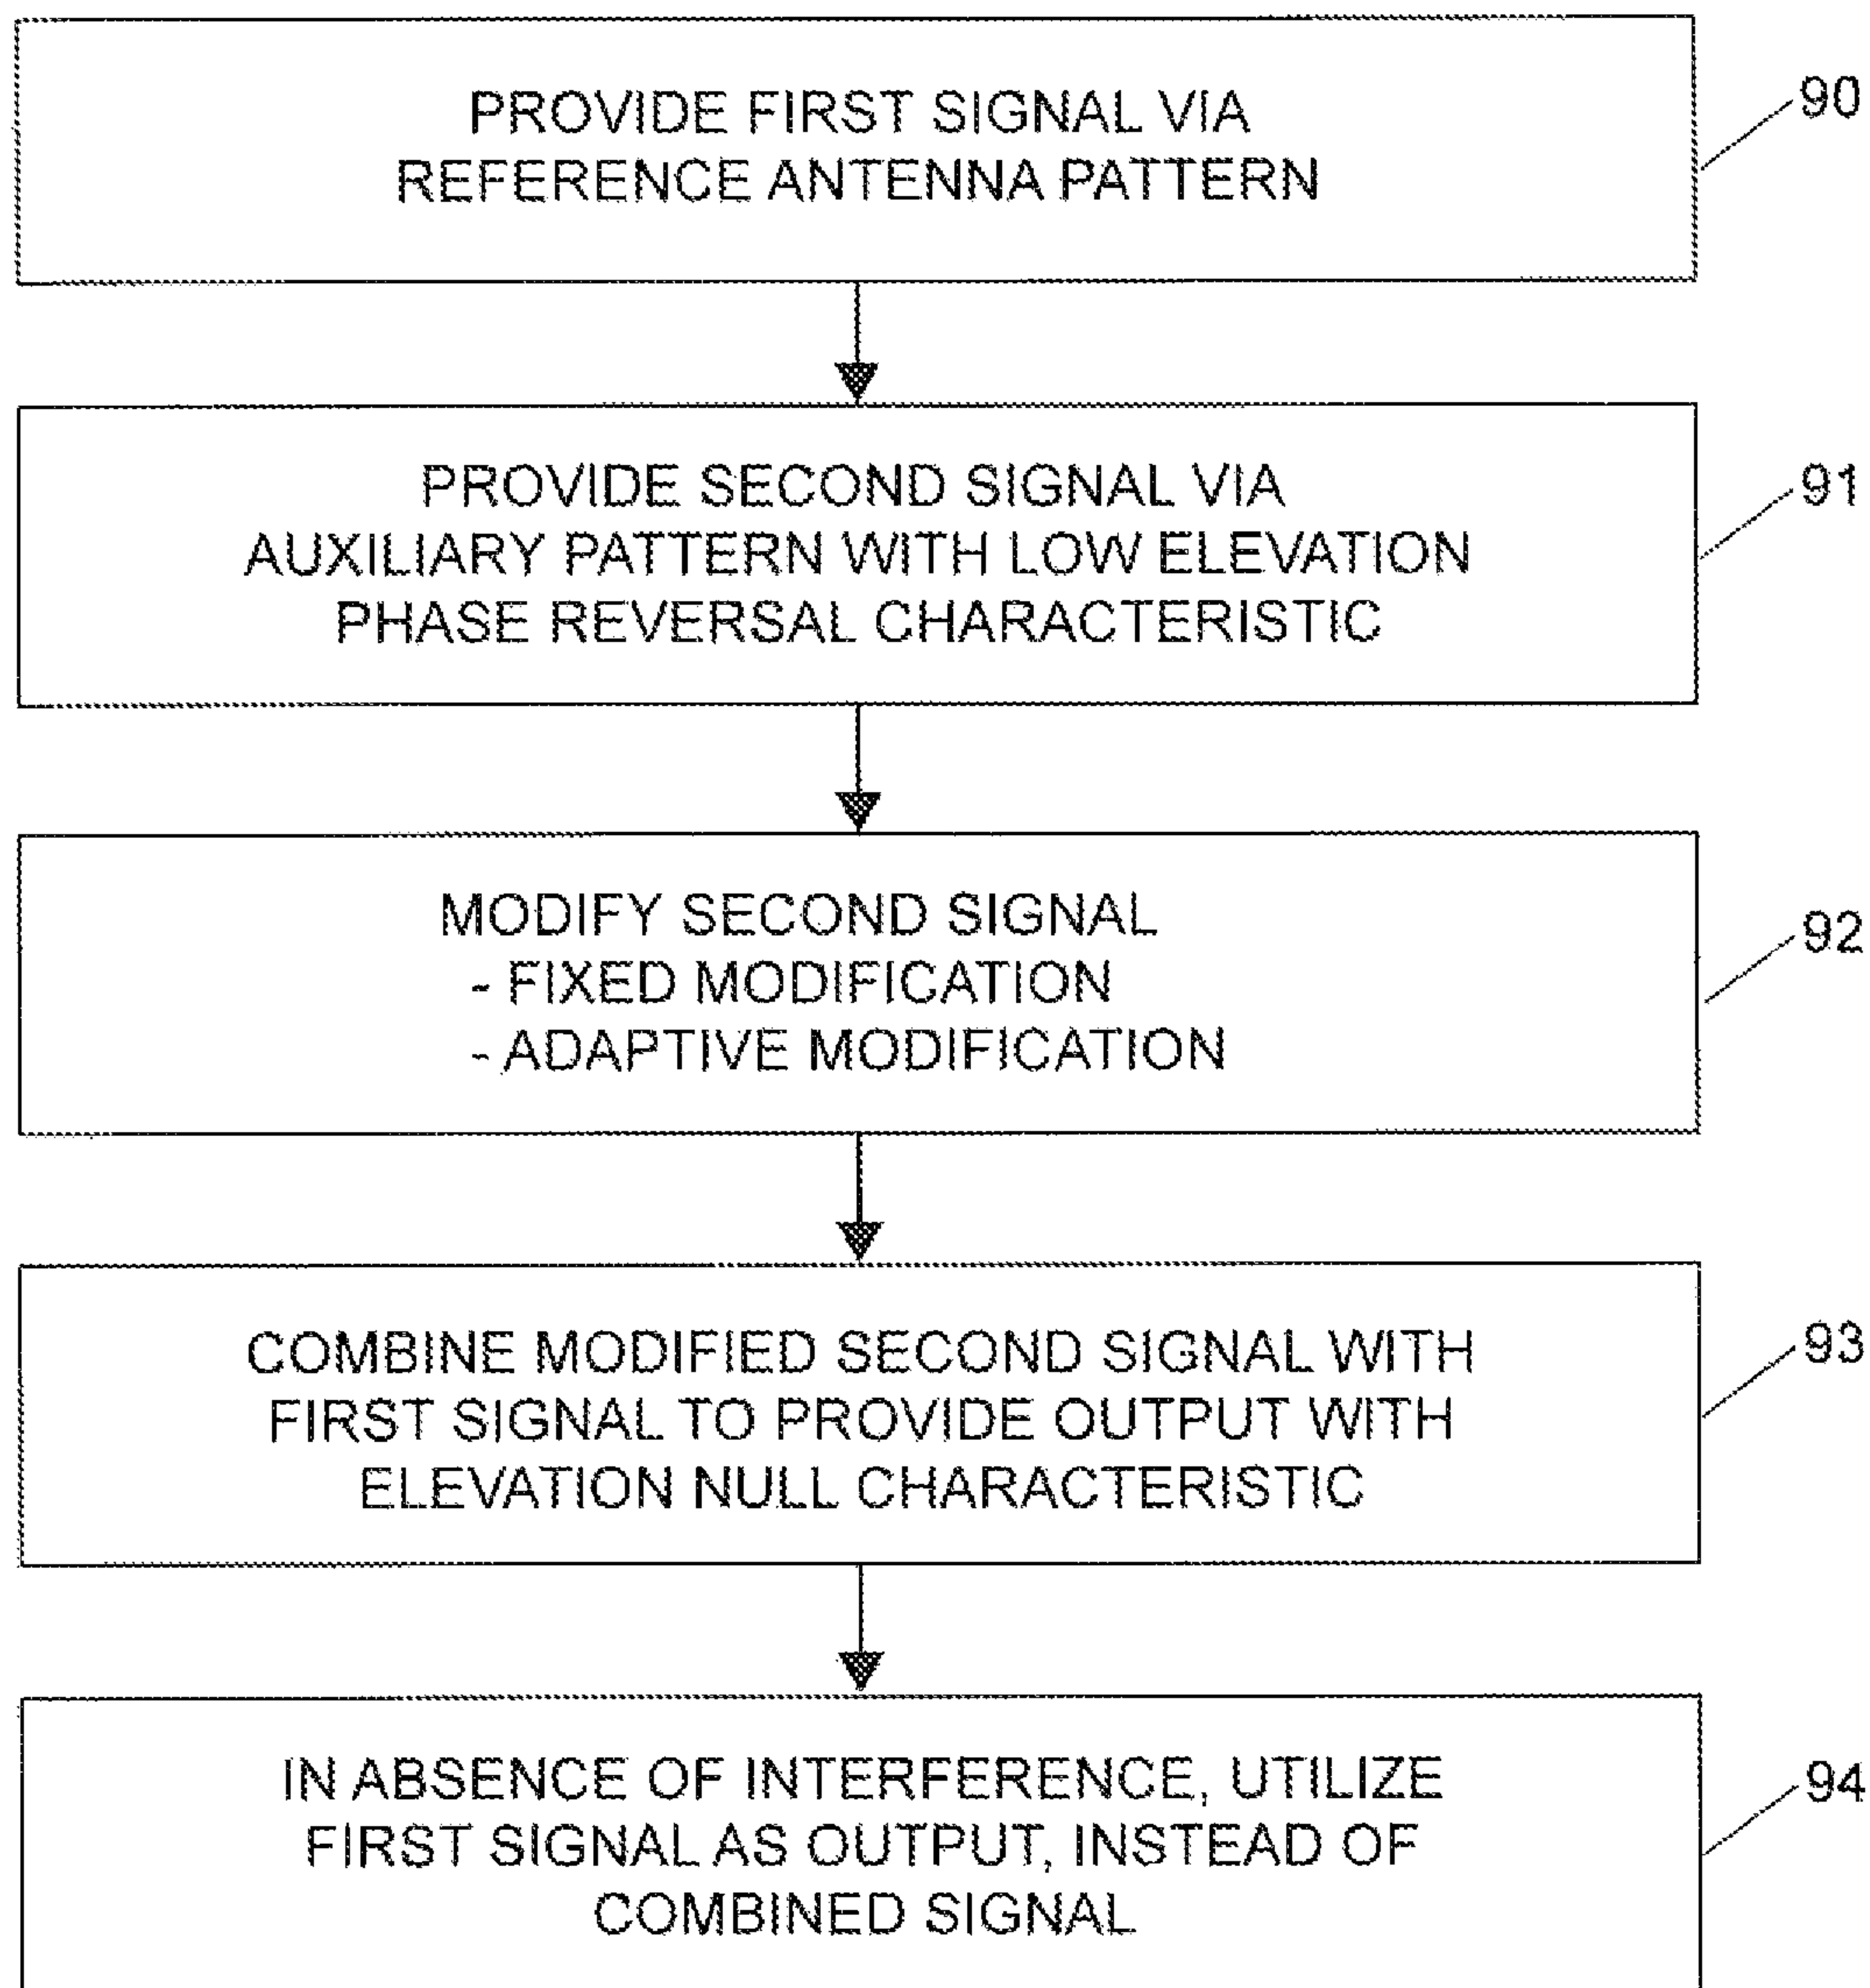 PROVIDE FIRST SIGNAL VIA
REFERENCE ANTENNA PATTERN
90
PROVIDE SECOND SIGNAL VIA
AUXILIARY PATTERN WITH LOW ELEVATION
PHASE REVERSAL CHARACTERISTIC
91
MODIFY SECOND SIGNAL
- FIXED MODIFICATION
- ADAPTIVE MODIFICATION
92
COMBINE MODIFIED SECOND SIGNAL WITH
FIRST SIGNAL TO PROVIDE OUTPUT WITH
ELEVATION NULL CHARACTERISTIC
93
IN ABSENCE OF INTERFERENCE, UTILIZE
FIRST SIGNAL AS OUTPUT, INSTEAD OF
COMBINED SIGNAL
94